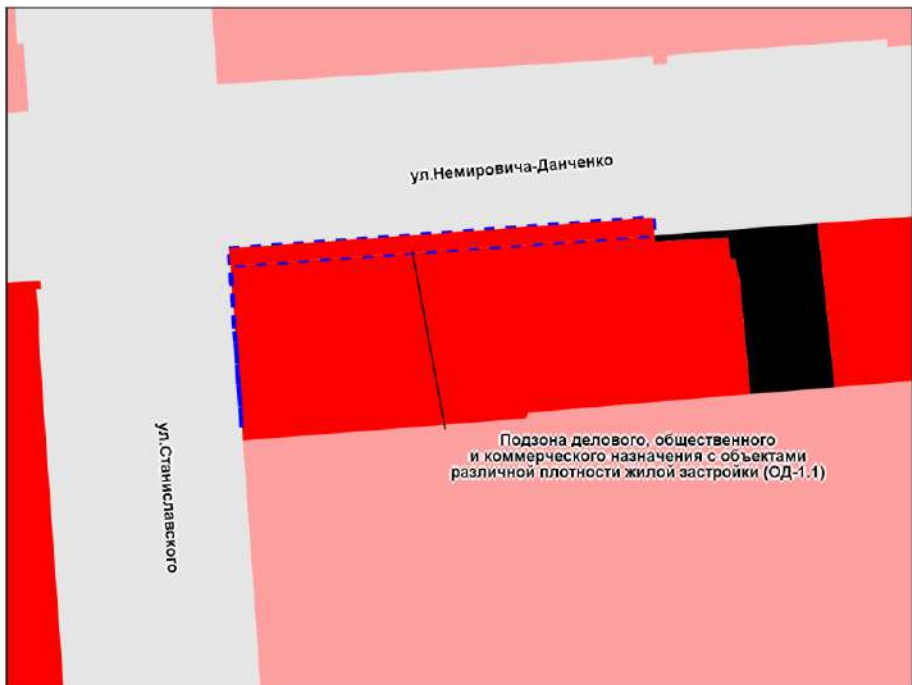 ул.Немировича-Данченко
ул.Станиславского
Подзона делового, общественного
и коммерческого назначения с объектами
различной плотности жилой застройки (ОД-1.1)